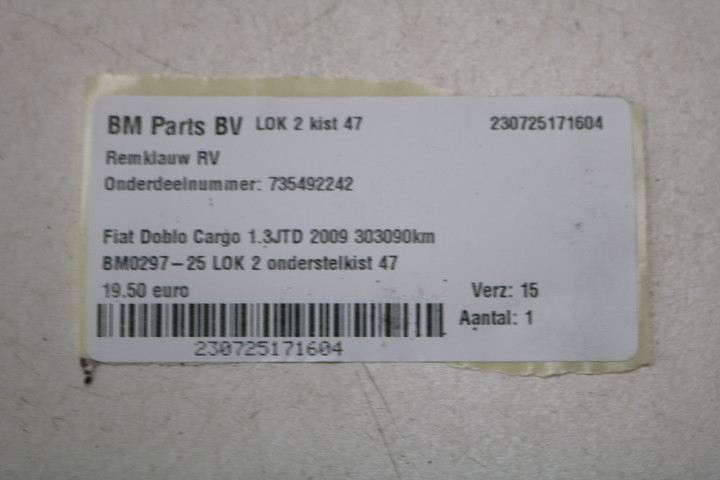 BM Parts BV LOK 2 kist 47 230725171604
Remklauw RV
Onderdeelnummer: 735492242
Fiat Doblo Cargo 1.3JTD 2009 303090km
BM0297-25 LOK 2 onderstelkist 47
19.50 euro Verz: 15
Aantal: 1
230725171604